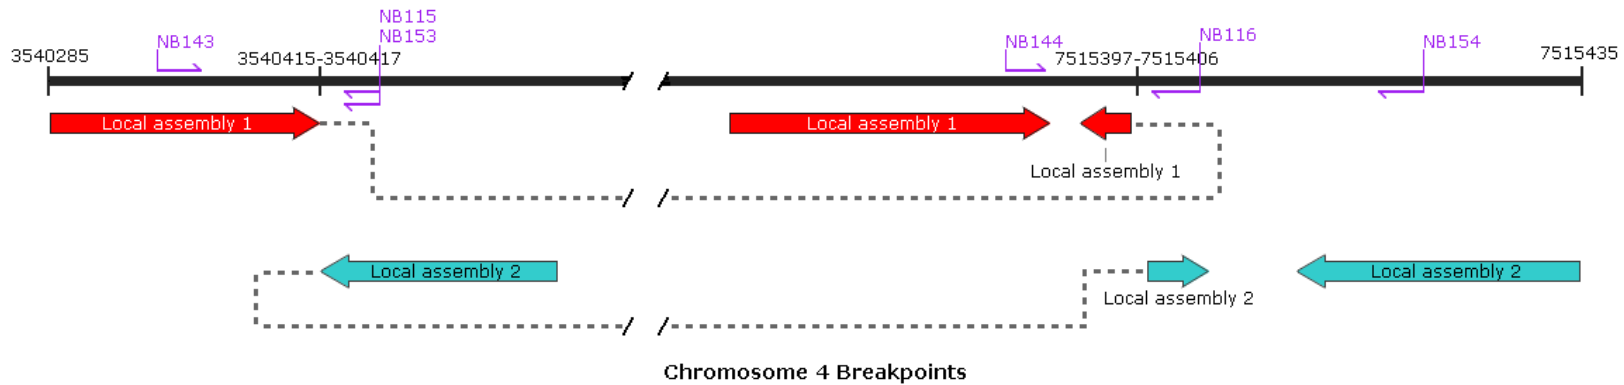 NB115
NB143 NB153 NB144 NB116 NB154
3540285 3540415-3540417 7515397-7515406 7515435
Local assembly 1 Local assembly 1
Local assembly 1
Local assembly 2 Local assembly 2
Local assembly 2
Chromosome 4 Breakpoints